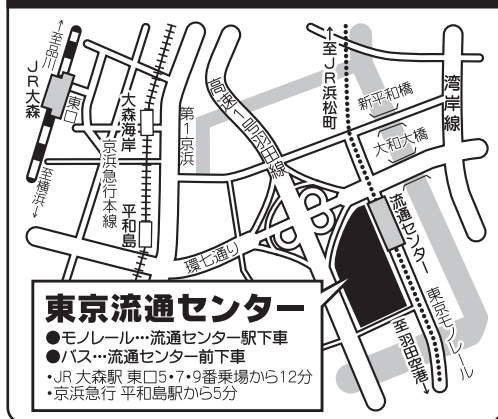 ←至品川
JR大森
東口
至横浜→
大森海岸
京浜急行本線
平和島
第1京浜
高速1号羽田線
←至JR浜松町
新平和橋
大和大橋
湾岸線
環七通り
流通センター
東京モノレール
至羽田空港→
東京流通センター
●モノレール…流通センター駅下車
●バス…流通センター前下車
・JR 大森駅 東口5・7・9番乗場から12分
・京浜急行 平和島駅から5分